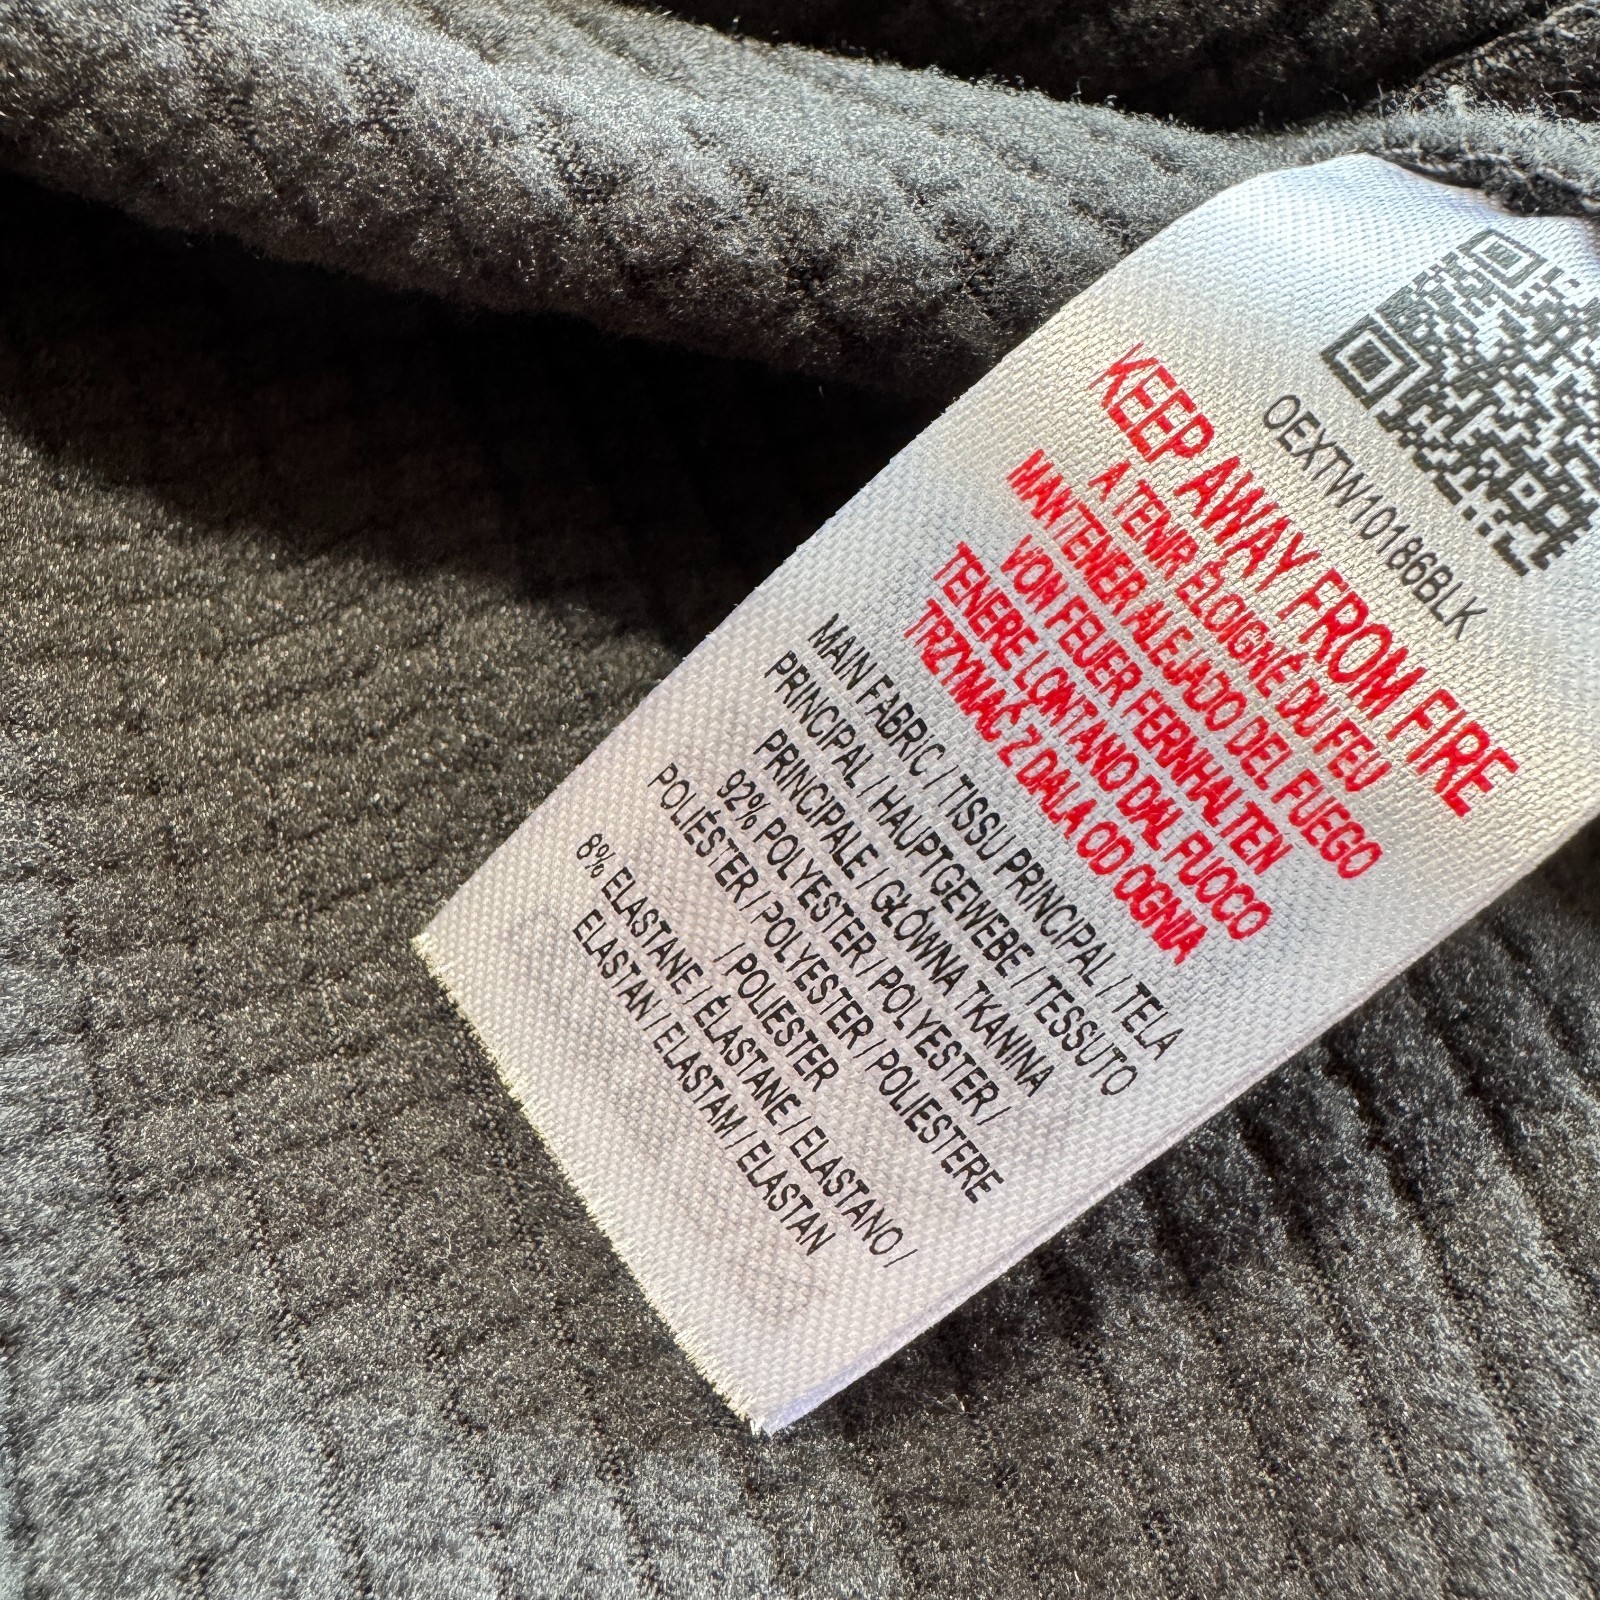 OEXTW10186BLK
KEEP AWAY FROM FIRE
A TENIR ÉLOIGNÉ DU FEU
MANTENER ALEJADO DEL FUEGO
VON FEUER FERNHALTEN
TENERE LONTANO DAL FUOCO
TRZYMAĆ Z DALA OD OGNIA
MAIN FABRIC / TISSU PRINCIPAL / TELA
PRINCIPAL / HAUPTGEWEBE / TESSUTO
PRINCIPALE / GŁÓWNA TKANINA
92% POLYESTER / POLYESTER /
POLIÉSTER / POLYESTER / POLIESTERE
/ POLIESTER
8% ELASTANE / ÉLASTANE / ELASTANO /
ELASTAN / ELASTAM / ELASTAN